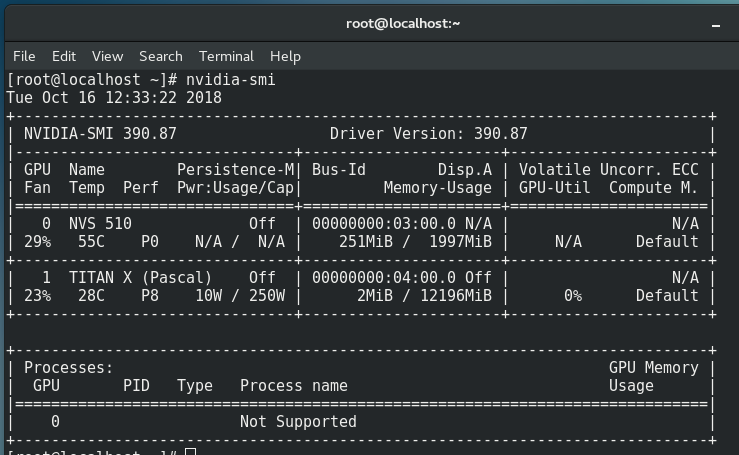 root@localhost:~
File  Edit  View  Search  Terminal  Help
[root@localhost ~]# nvidia-smi
Tue Oct 16 12:33:22 2018
+-----------------------------------------------------------------------------+
| NVIDIA-SMI 390.87                 Driver Version: 390.87                    |
|-------------------------------+----------------------+----------------------+
| GPU  Name        Persistence-M| Bus-Id        Disp.A | Volatile Uncorr. ECC |
| Fan  Temp  Perf  Pwr:Usage/Cap|         Memory-Usage | GPU-Util  Compute M. |
|===============================+======================+======================|
|   0  NVS 510             Off  | 00000000:03:00.0 N/A |                  N/A |
| 29%   55C    P0    N/A /  N/A |    251MiB /  1997MiB |     N/A      Default |
+-------------------------------+----------------------+----------------------+
|   1  TITAN X (Pascal)    Off  | 00000000:04:00.0 Off |                  N/A |
| 23%   28C    P8    10W / 250W |      2MiB / 12196MiB |      0%      Default |
+-------------------------------+----------------------+----------------------+

+-----------------------------------------------------------------------------+
| Processes:                                                       GPU Memory |
|  GPU       PID   Type   Process name                             Usage      |
|=============================================================================|
|    0                    Not Supported                                       |
+-----------------------------------------------------------------------------+
[root@localhost ~]#